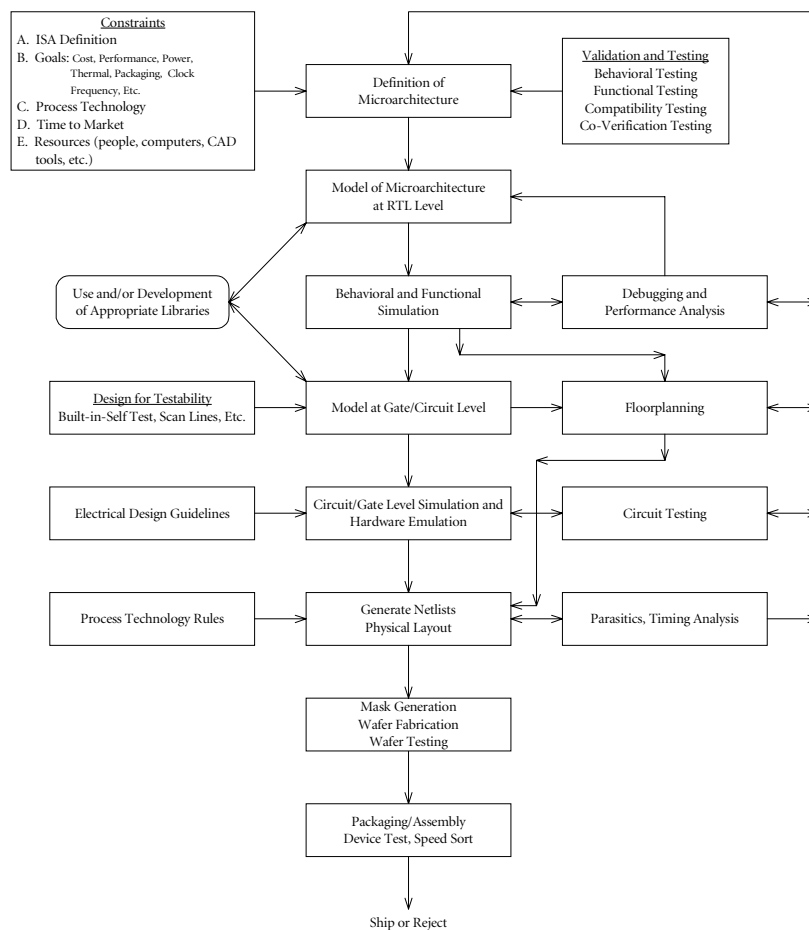 Constraints
A. ISA Definition
B. Goals: Cost, Performance, Power,
Thermal, Packaging, Clock
Frequency, Etc.
C. Process Technology
D. Time to Market
E. Resources (people, computers, CAD
tools, etc.)
Definition of
Microarchitecture
Validation and Testing
Behavioral Testing
Functional Testing
Compatibility Testing
Co-Verification Testing
Model of Microarchitecture
at RTL Level
Use and/or Development
of Appropriate Libraries
Behavioral and Functional
Simulation
Debugging and
Performance Analysis
Design for Testability
Built-in-Self Test, Scan Lines, Etc.
Model at Gate/Circuit Level
Floorplanning
Electrical Design Guidelines
Circuit/Gate Level Simulation and
Hardware Emulation
Circuit Testing
Process Technology Rules
Generate Netlists
Physical Layout
Parasitics, Timing Analysis
Mask Generation
Wafer Fabrication
Wafer Testing
Packaging/Assembly
Device Test, Speed Sort
Ship or Reject